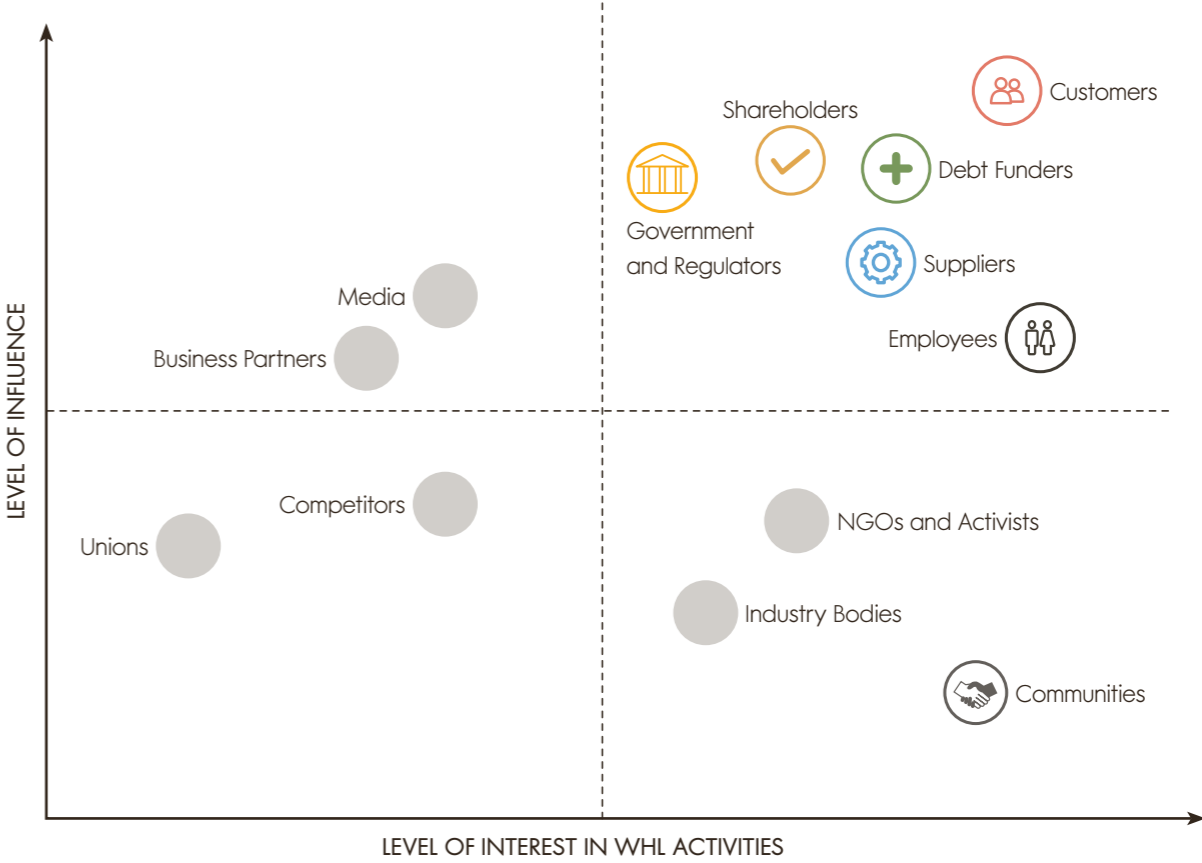 Customers
Shareholders
Debt Funders
Government
and Regulators
Suppliers
Media
Employees
Business Partners
LEVEL OF INFLUENCE
Competitors
NGOs and Activists
Unions
Industry Bodies
Communities
LEVEL OF INTEREST IN WHL ACTIVITIES